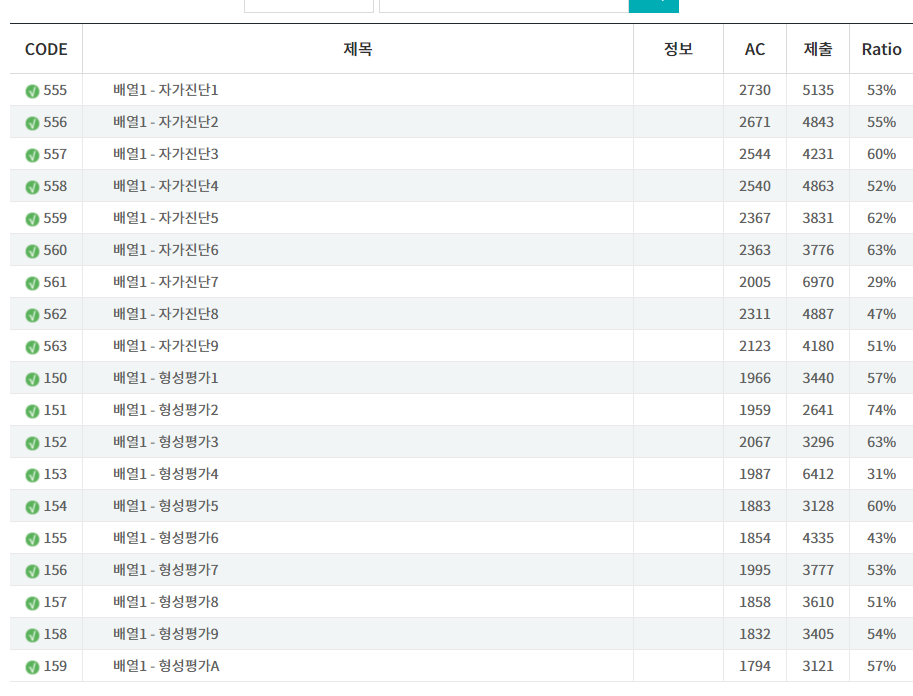 CODE 제목 정보 AC 제출 Ratio
555 배열1 - 자가진단1 2730 5135 53%
556 배열1 - 자가진단2 2671 4843 55%
557 배열1 - 자가진단3 2544 4231 60%
558 배열1 - 자가진단4 2540 4863 52%
559 배열1 - 자가진단5 2367 3831 62%
560 배열1 - 자가진단6 2363 3776 63%
561 배열1 - 자가진단7 2005 6970 29%
562 배열1 - 자가진단8 2311 4887 47%
563 배열1 - 자가진단9 2123 4180 51%
150 배열1 - 형성평가1 1966 3440 57%
151 배열1 - 형성평가2 1959 2641 74%
152 배열1 - 형성평가3 2067 3296 63%
153 배열1 - 형성평가4 1987 6412 31%
154 배열1 - 형성평가5 1883 3128 60%
155 배열1 - 형성평가6 1854 4335 43%
156 배열1 - 형성평가7 1995 3777 53%
157 배열1 - 형성평가8 1858 3610 51%
158 배열1 - 형성평가9 1832 3405 54%
159 배열1 - 형성평가A 1794 3121 57%